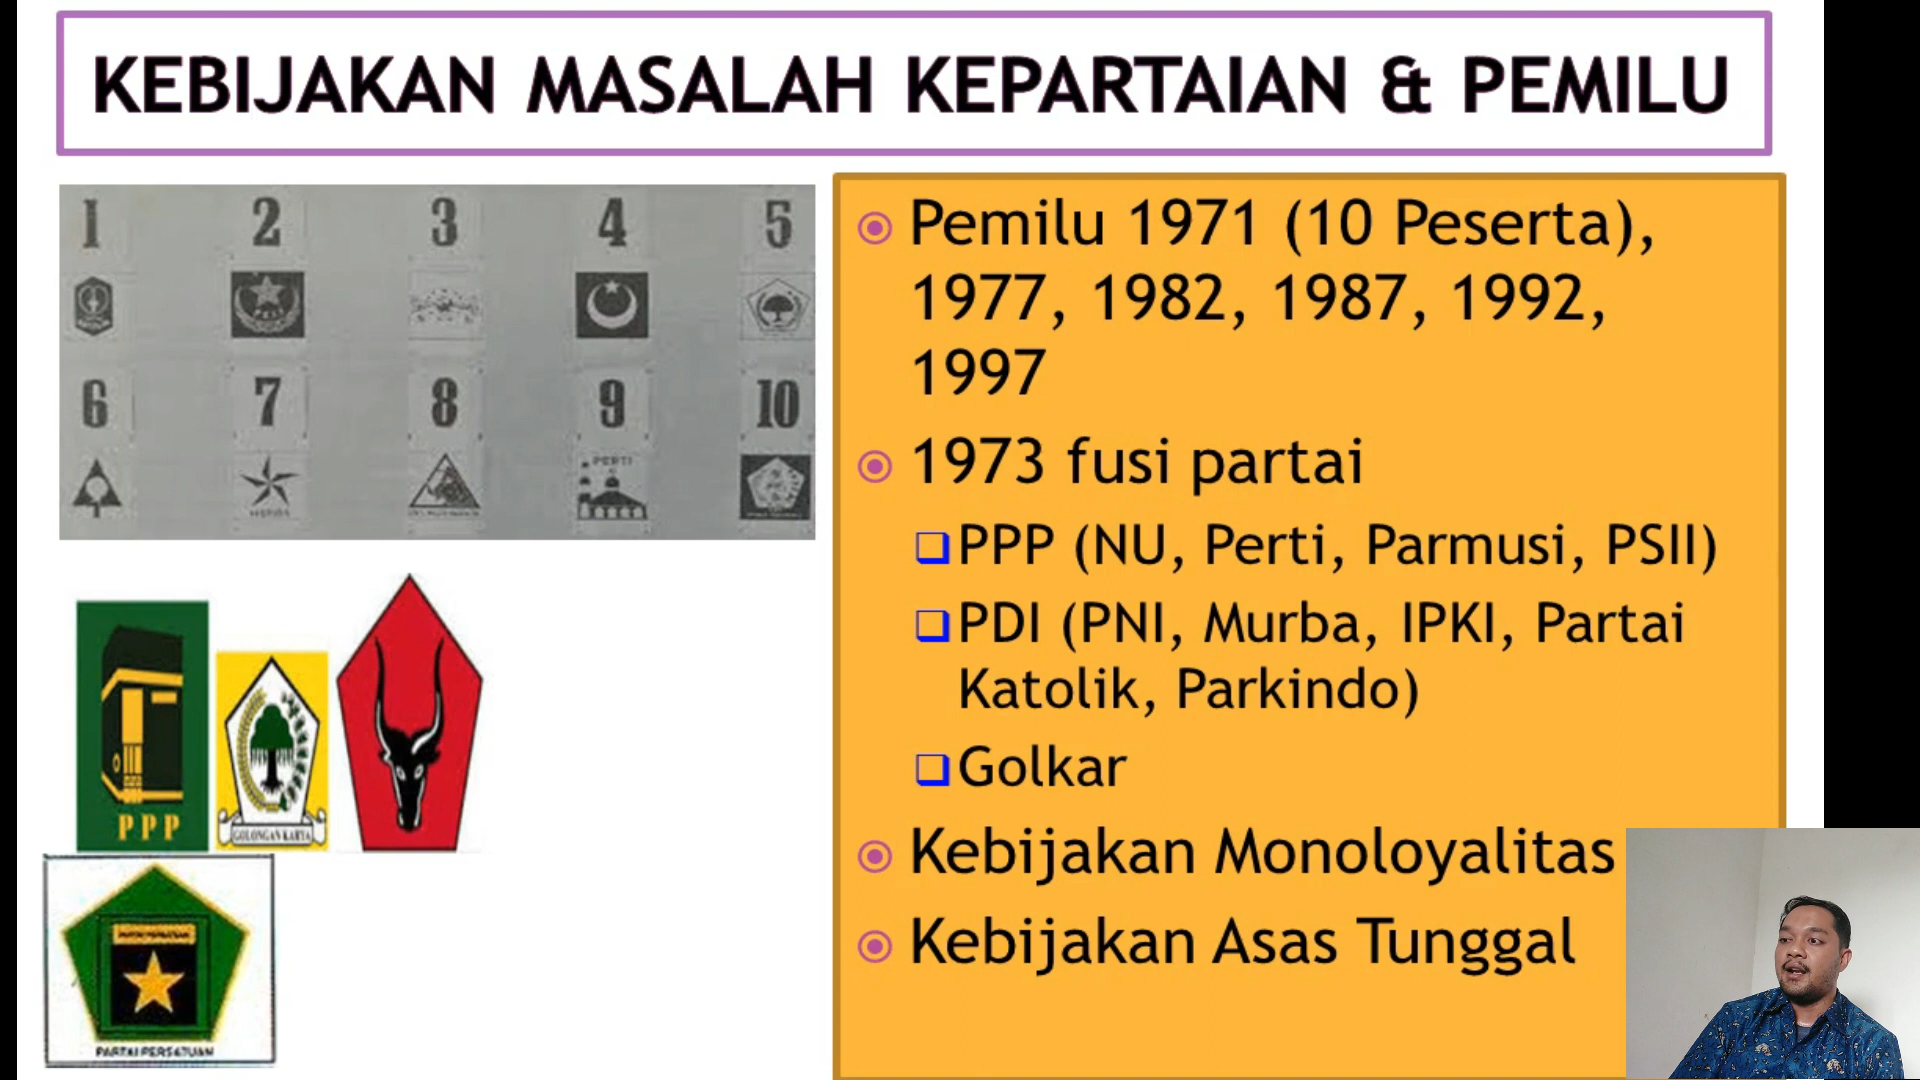 KEBIJAKAN MASALAH KEPARTAIAN & PEMILU
1 2 3 4 5
6 7 8 9 10
PERTI
PPP
GOLONGAN KARYA
PARTAI PERSATUAN
Pemilu 1971 (10 Peserta),
1977, 1982, 1987, 1992,
1997
1973 fusi partai
PPP (NU, Perti, Parmusi, PSII)
PDI (PNI, Murba, IPKI, Partai
Katolik, Parkindo)
Golkar
Kebijakan Monoloyalitas
Kebijakan Asas Tunggal